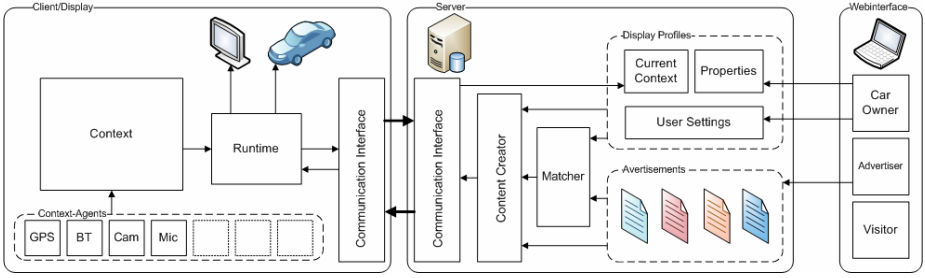 Client/Display
Server
Webinterface
Display Profiles
Current
Context
Properties
User Settings
Car
Owner
Context
Runtime
Communication Interface
Communication Interface
Content Creator
Matcher
Advertisements
Advertiser
Visitor
Context-Agents
GPS
BT
Cam
Mic